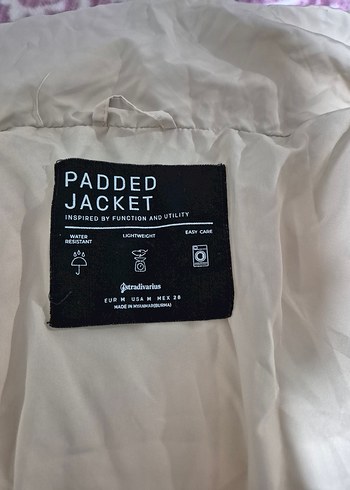 PADDED
JACKET
INSPIRED BY FUNCTION AND UTILITY
WATER RESISTANT
LIGHTWEIGHT
EASY CARE
stradivarius
EUR M USA M MEX 28
MADE IN MYANMAR(BURMA)